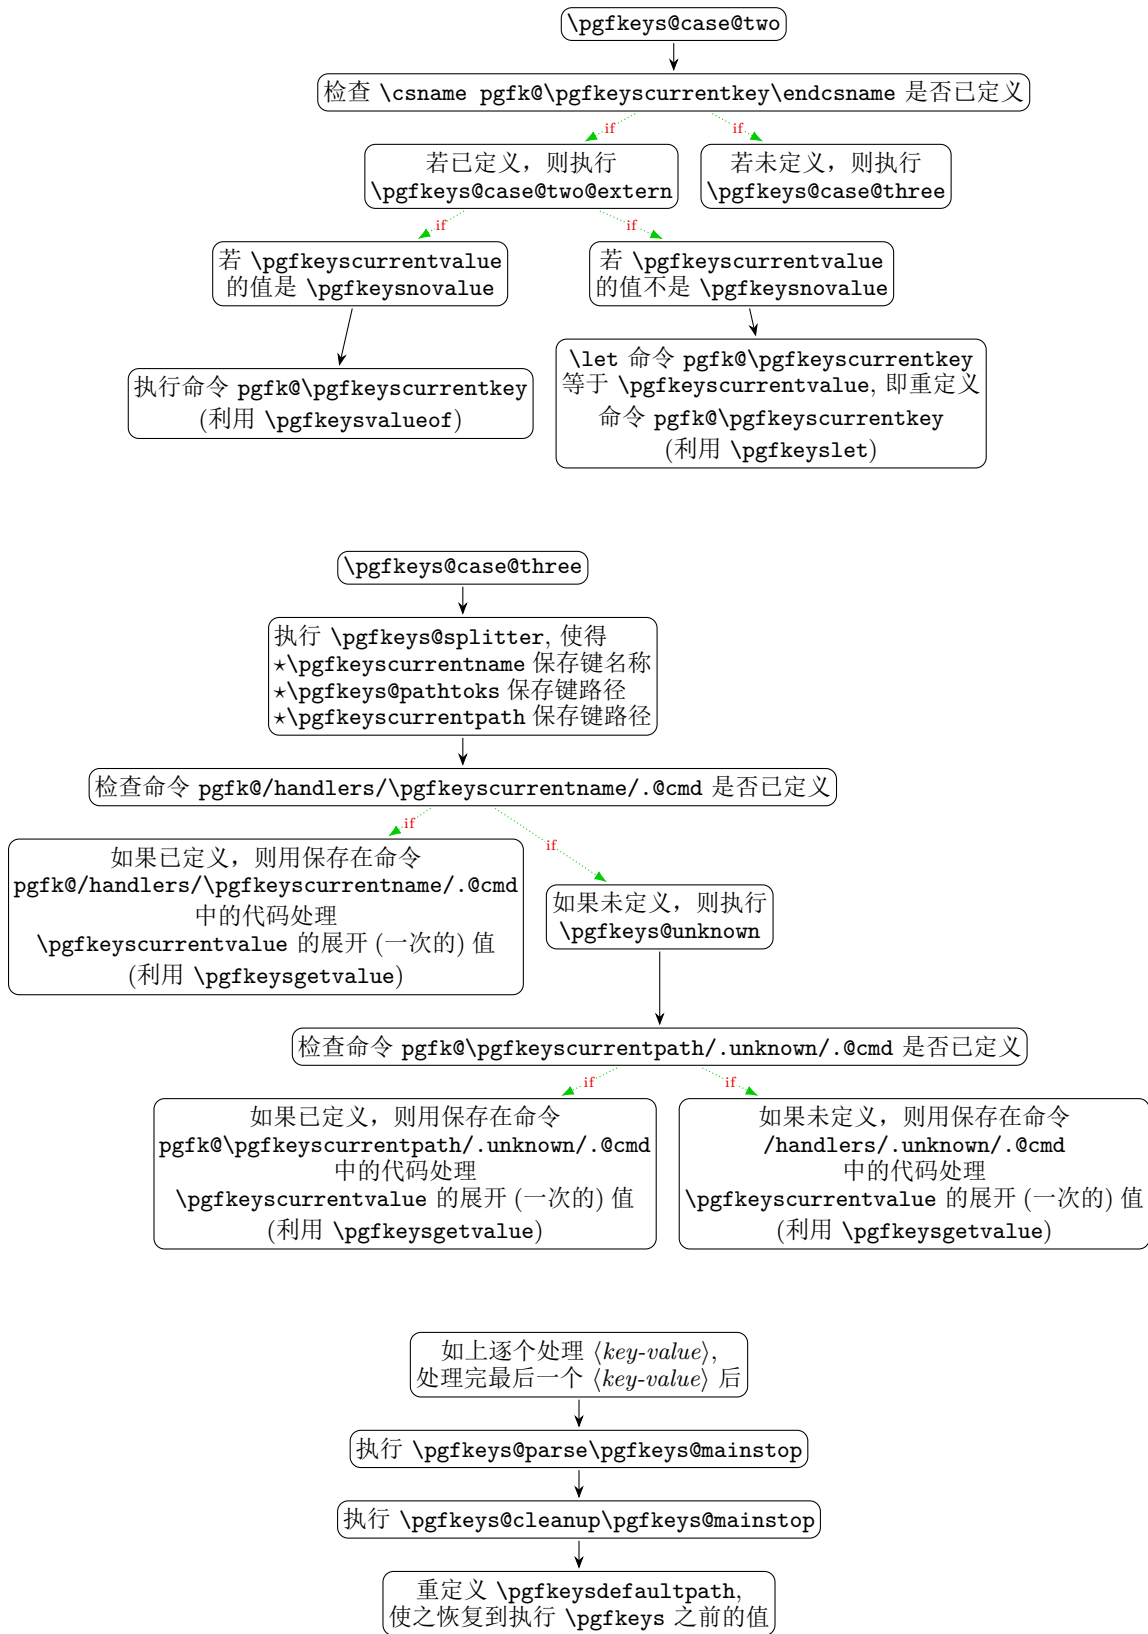 \pgfkeys@case@two
检查 \csname pgfk@\pgfkeyscurrentkey\endcsname 是否已定义
if
if
若已定义，则执行
\pgfkeys@case@two@extern
若未定义，则执行
\pgfkeys@case@three
if
if
若 \pgfkeyscurrentvalue
的值是 \pgfkeysnovalue
若 \pgfkeyscurrentvalue
的值不是 \pgfkeysnovalue
执行命令 pgfk@\pgfkeyscurrentkey
(利用 \pgfkeysvalueof)
\let 命令 pgfk@\pgfkeyscurrentkey
等于 \pgfkeyscurrentvalue, 即重定义
命令 pgfk@\pgfkeyscurrentkey
(利用 \pgfkeyslet)
\pgfkeys@case@three
执行 \pgfkeys@splitter, 使得
⋆\pgfkeyscurrentname 保存键名称
⋆\pgfkeys@pathtoks 保存键路径
⋆\pgfkeyscurrentpath 保存键路径
检查命令 pgfk@/handlers/\pgfkeyscurrentname/.@cmd 是否已定义
if
if
如果已定义，则用保存在命令
pgfk@/handlers/\pgfkeyscurrentname/.@cmd
中的代码处理
\pgfkeyscurrentvalue 的展开 (一次的) 值
(利用 \pgfkeysgetvalue)
如果未定义，则执行
\pgfkeys@unknown
检查命令 pgfk@\pgfkeyscurrentpath/.unknown/.@cmd 是否已定义
if
if
如果已定义，则用保存在命令
pgfk@\pgfkeyscurrentpath/.unknown/.@cmd
中的代码处理
\pgfkeyscurrentvalue 的展开 (一次的) 值
(利用 \pgfkeysgetvalue)
如果未定义，则用保存在命令
/handlers/.unknown/.@cmd
中的代码处理
\pgfkeyscurrentvalue 的展开 (一次的) 值
(利用 \pgfkeysgetvalue)
如上逐个处理 ⟨key-value⟩,
处理完最后一个 ⟨key-value⟩ 后
执行 \pgfkeys@parse\pgfkeys@mainstop
执行 \pgfkeys@cleanup\pgfkeys@mainstop
重定义 \pgfkeysdefaultpath,
使之恢复到执行 \pgfkeys 之前的值